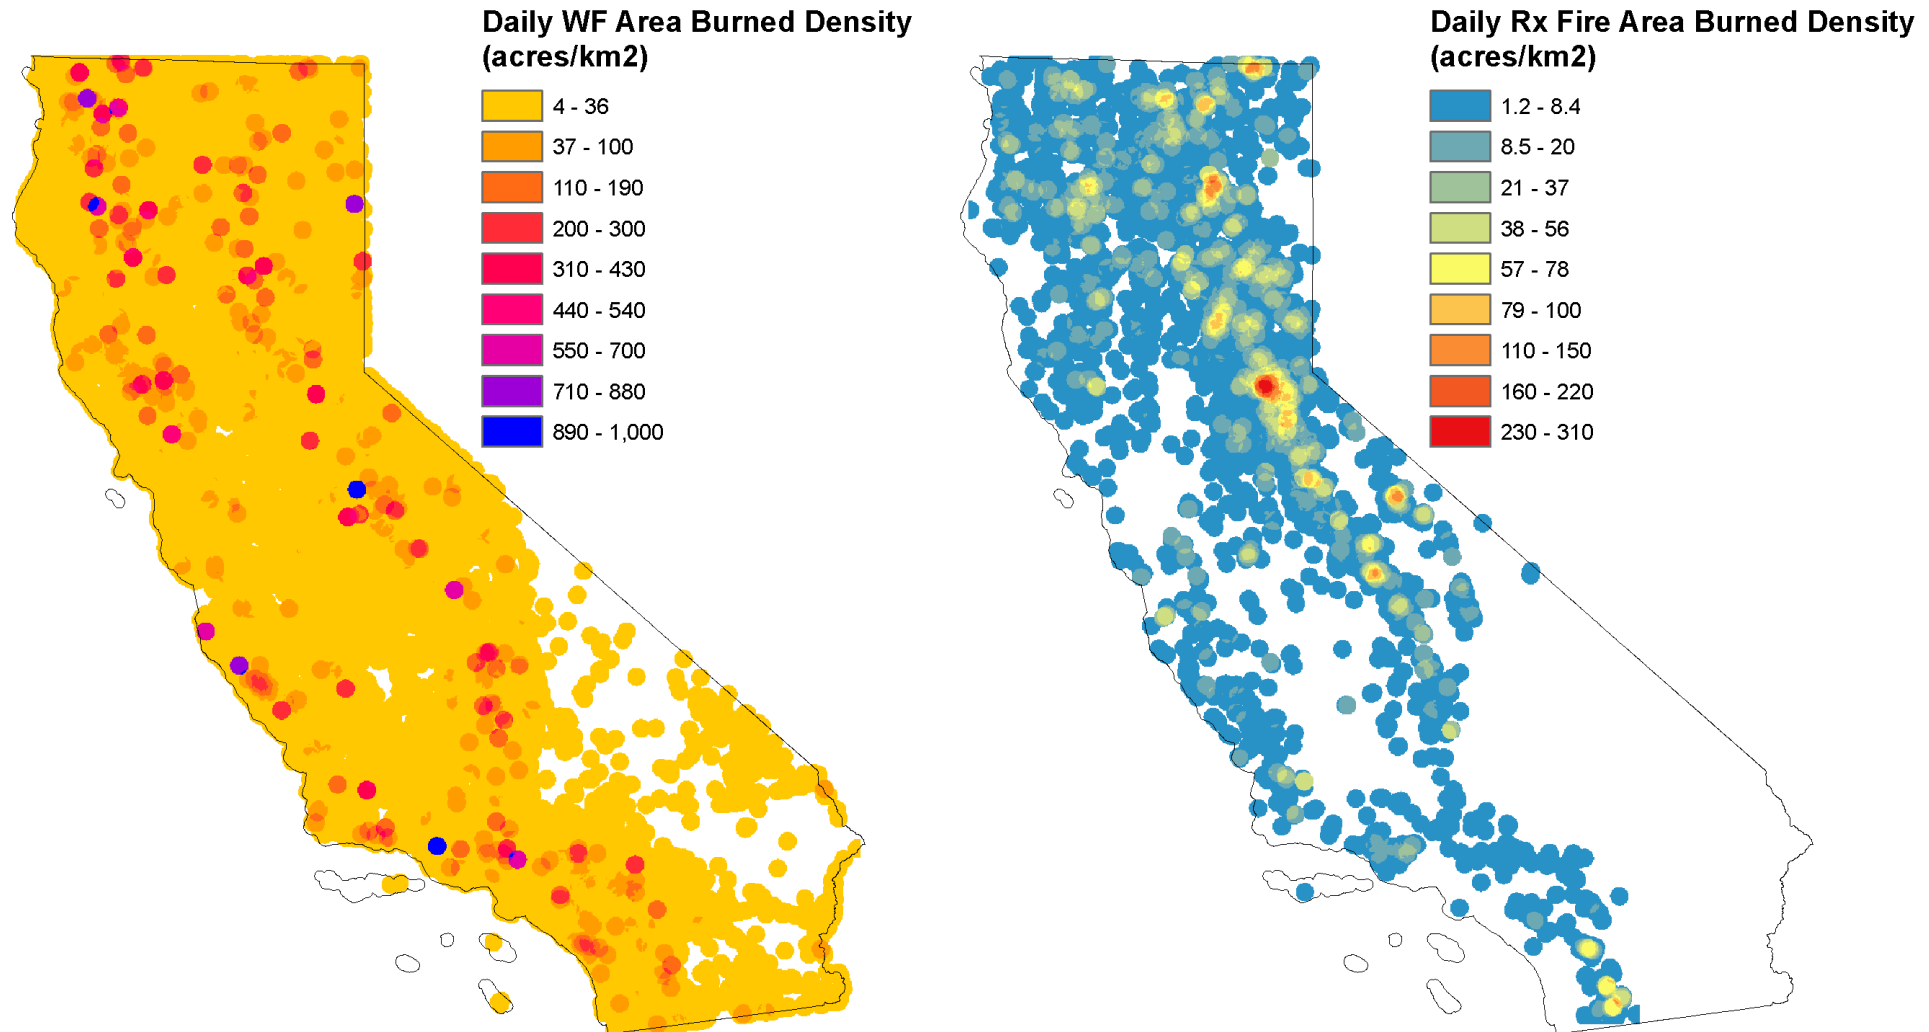 Daily WF Area Burned Density
(acres/km2)
4 - 36
37 - 100
110 - 190
200 - 300
310 - 430
440 - 540
550 - 700
710 - 880
890 - 1,000
Daily Rx Fire Area Burned Density
(acres/km2)
1.2 - 8.4
8.5 - 20
21 - 37
38 - 56
57 - 78
79 - 100
110 - 150
160 - 220
230 - 310